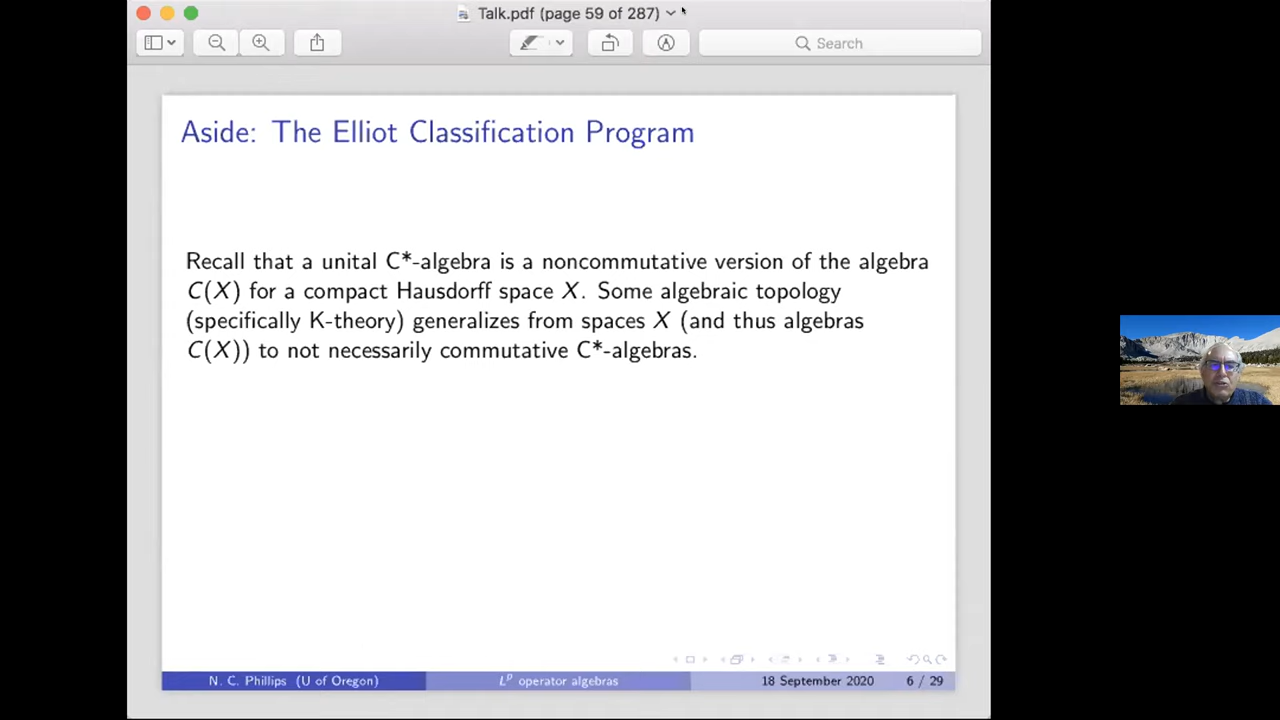 Talk.pdf (page 59 of 287)
Search
Aside: The Elliot Classification Program
Recall that a unital C*-algebra is a noncommutative version of the algebra
C(X) for a compact Hausdorff space X. Some algebraic topology
(specifically K-theory) generalizes from spaces X (and thus algebras
C(X)) to not necessarily commutative C*-algebras.
N. C. Phillips (U of Oregon) L^p operator algebras 18 September 2020 6 / 29